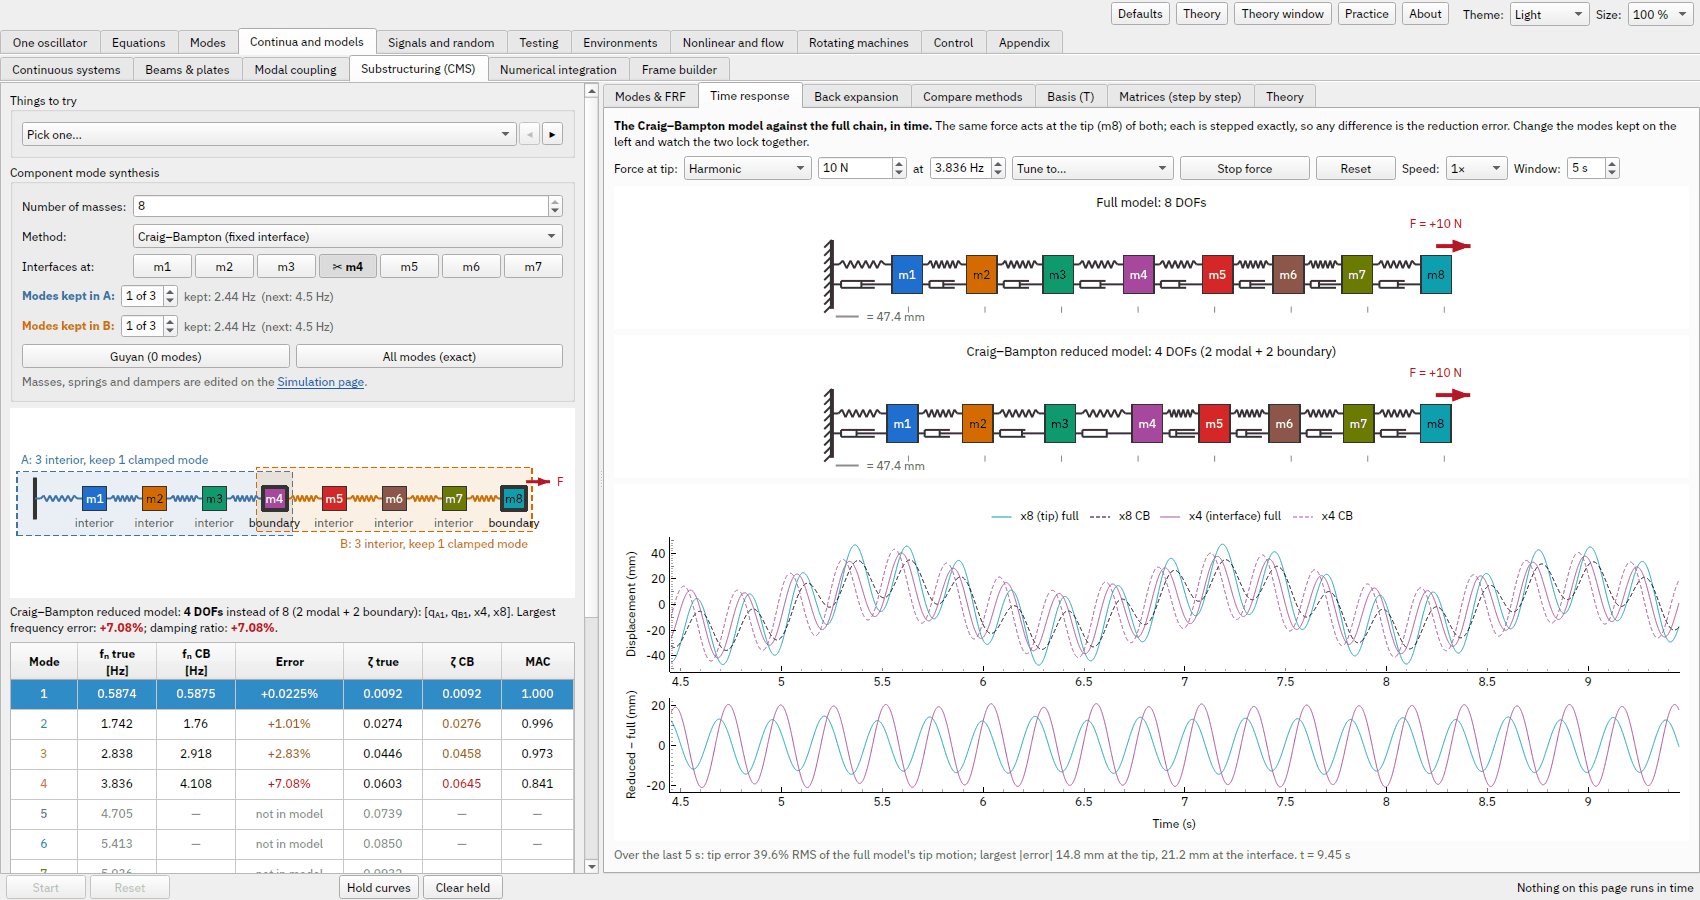 Defaults Theory Theory window Practice About Theme: Light Size: 100 %
One oscillator Equations Modes Continua and models Signals and random Testing Environments Nonlinear and flow Rotating machines Control Appendix
Continuous systems Beams & plates Modal coupling Substructuring (CMS) Numerical integration Frame builder
Things to try
Pick one...
Component mode synthesis
Number of masses: 8
Method: Craig–Bampton (fixed interface)
Interfaces at: m1 m2 m3 ✂ m4 m5 m6 m7
Modes kept in A: 1 of 3 kept: 2.44 Hz (next: 4.5 Hz)
Modes kept in B: 1 of 3 kept: 2.44 Hz (next: 4.5 Hz)
Guyan (0 modes) All modes (exact)
Masses, springs and dampers are edited on the Simulation page.
A: 3 interior, keep 1 clamped mode
F
m1 m2 m3 m4 m5 m6 m7 m8
interior interior interior boundary interior interior interior boundary
B: 3 interior, keep 1 clamped mode
Craig–Bampton reduced model: 4 DOFs instead of 8 (2 modal + 2 boundary): [qA1, qB1, x4, x8]. Largest
frequency error: +7.08%; damping ratio: +7.08%.
Mode fn true [Hz] fn CB [Hz] Error ζ true ζ CB MAC
1 0.5874 0.5875 +0.0225% 0.0092 0.0092 1.000
2 1.742 1.76 +1.01% 0.0274 0.0276 0.996
3 2.838 2.918 +2.83% 0.0446 0.0458 0.973
4 3.836 4.108 +7.08% 0.0603 0.0645 0.841
5 4.705 — not in model 0.0739 — —
6 5.413 — not in model 0.0850 — —
Start Reset Hold curves Clear held
Modes & FRF Time response Back expansion Compare methods Basis (T) Matrices (step by step) Theory
The Craig–Bampton model against the full chain, in time. The same force acts at the tip (m8) of both; each is stepped exactly, so any difference is the reduction error. Change the modes kept on the
left and watch the two lock together.
Force at tip: Harmonic 10 N at 3.836 Hz Tune to... Stop force Reset Speed: 1× Window: 5 s
Full model: 8 DOFs
F = +10 N
m1 m2 m3 m4 m5 m6 m7 m8
= 47.4 mm
Craig–Bampton reduced model: 4 DOFs (2 modal + 2 boundary)
F = +10 N
m1 m2 m3 m4 m5 m6 m7 m8
= 47.4 mm
x8 (tip) full x8 CB x4 (interface) full x4 CB
Displacement (mm)
40
20
0
-20
-40
4.5 5 5.5 6 6.5 7 7.5 8 8.5 9
Reduced − full (mm)
20
0
-20
4.5 5 5.5 6 6.5 7 7.5 8 8.5 9
Time (s)
Over the last 5 s: tip error 39.6% RMS of the full model's tip motion; largest |error| 14.8 mm at the tip, 21.2 mm at the interface. t = 9.45 s
Nothing on this page runs in time